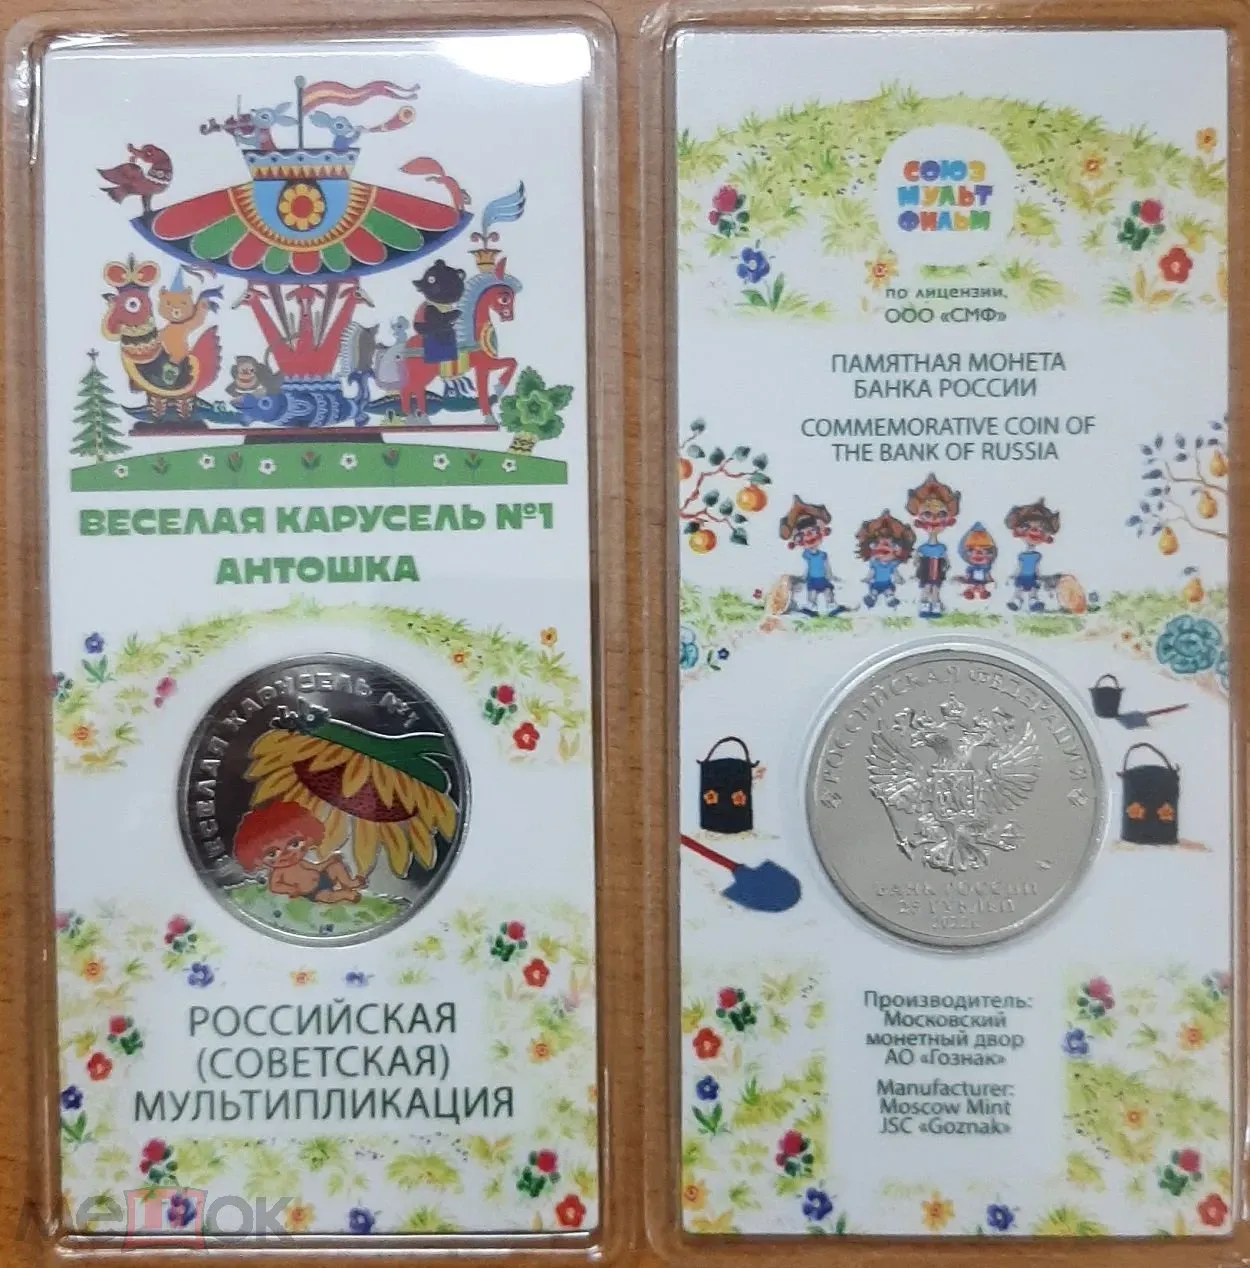 ВЕСЕЛАЯ КАРУСЕЛЬ №1
АНТОШКА
ВЕСЕЛАЯ КАРУСЕЛЬ №1
РОССИЙСКАЯ
(СОВЕТСКАЯ)
МУЛЬТИПЛИКАЦИЯ
мешок
СОЮЗ
МУЛЬТ
ФИЛЬМ
по лицензии,
ООО «СМФ»
ПАМЯТНАЯ МОНЕТА
БАНКА РОССИИ
COMMEMORATIVE COIN OF
THE BANK OF RUSSIA
РОССИЙСКАЯ ФЕДЕРАЦИЯ
БАНК РОССИИ
25 РУБЛЕЙ
2022 г.
Производитель:
Московский
монетный двор
АО «Гознак»
Manufacturer:
Moscow Mint
JSC «Goznak»